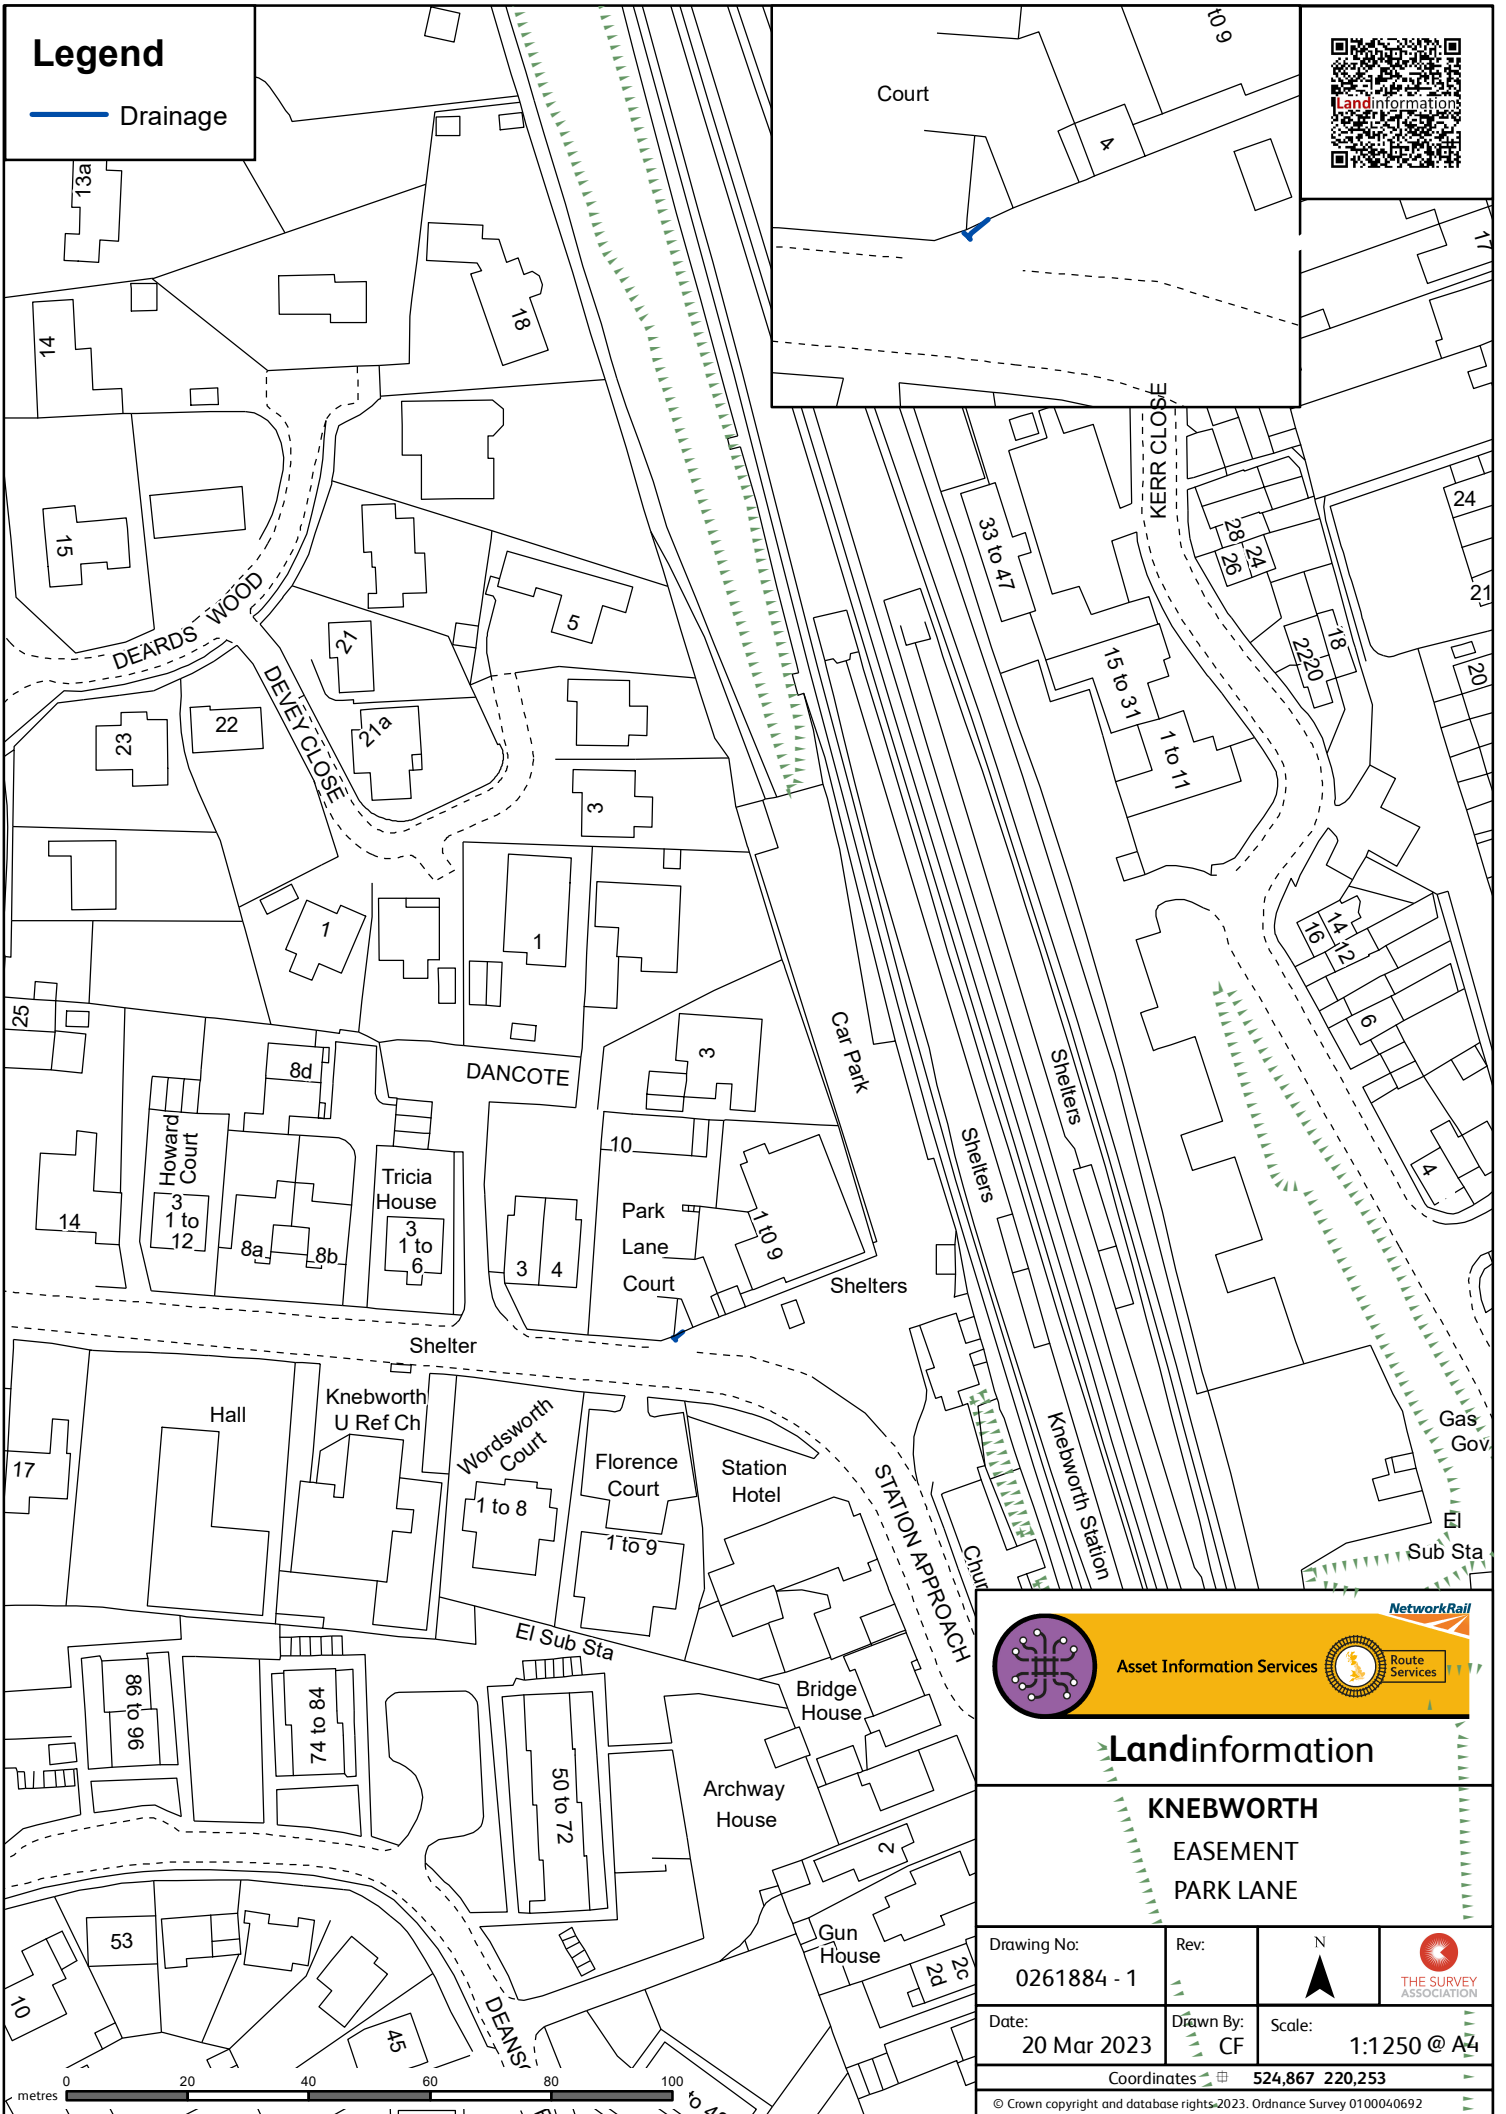 Legend
Drainage
Court
to 9
4
Landinformation
13a
14
18
17
15
DEARDS WOOD
21
5
DEVEY CLOSE
23
22
21a
3
33 to 47
KERR CLOSE
28
24
26
24
21
18
22
20
20
15 to 31
1 to 11
1
1
16
14
12
6
4
25
8d
DANCOTE
3
Car Park
Shelters
Shelters
Howard
Court
3
1 to
12
14
8a
8b
Tricia
House
3
1 to
6
3
4
10
Park
Lane
Court
1 to 9
Shelters
Shelter
Hall
Knebworth
U Ref Ch
Wordsworth
Court
1 to 8
Florence
Court
1 to 9
Station
Hotel
STATION APPROACH
Knebworth Station
Gas
Gov
El
Sub Sta
17
El Sub Sta
86 to 96
74 to 84
50 to 72
Bridge
House
Archway
House
2
Gun
House
2d
2c
53
10
45
metres
0
20
40
60
80
100
NetworkRail
Asset Information Services
Route
Services
Landinformation
KNEBWORTH
EASEMENT
PARK LANE
Drawing No:
0261884 - 1
Rev:
N
THE SURVEY
ASSOCIATION
Date:
20 Mar 2023
Drawn By:
CF
Scale:
1:1250 @ A4
Coordinates
524,867 220,253
© Crown copyright and database rights 2023. Ordnance Survey 0100040692